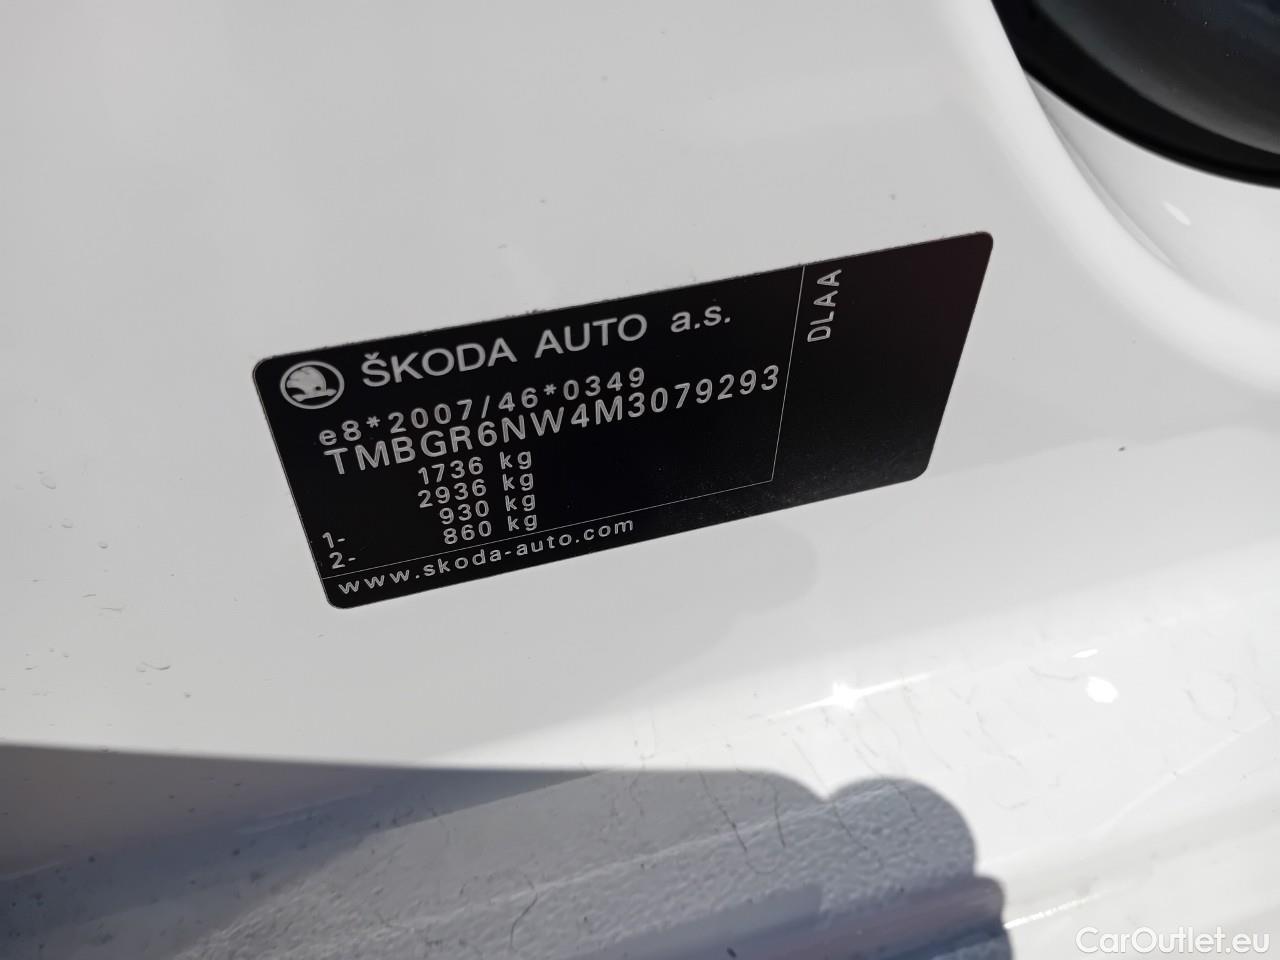 ŠKODA AUTO a.s.
e8*2007/46*0349
TMBGR6NW4M3079293
1736 kg
2936 kg
1- 930 kg
2- 860 kg
www.skoda-auto.com
DLAA
CarOutlet.eu